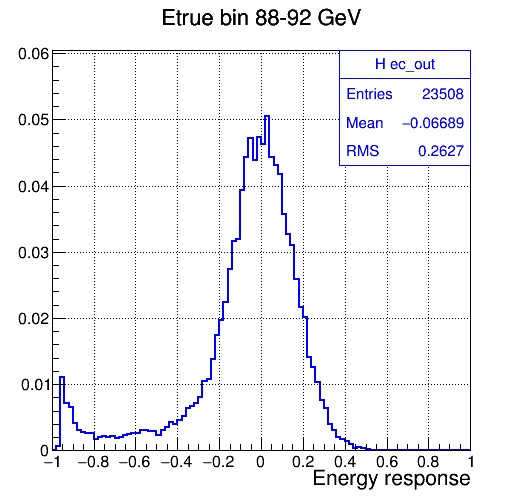 Etrue bin 88-92 GeV
H ec_out
Entries 23508
Mean −0.06689
RMS 0.2627
0.06
0.05
0.04
0.03
0.02
0.01
0
−1 −0.8 −0.6 −0.4 −0.2 0 0.2 0.4 0.6 0.8 1
Energy response